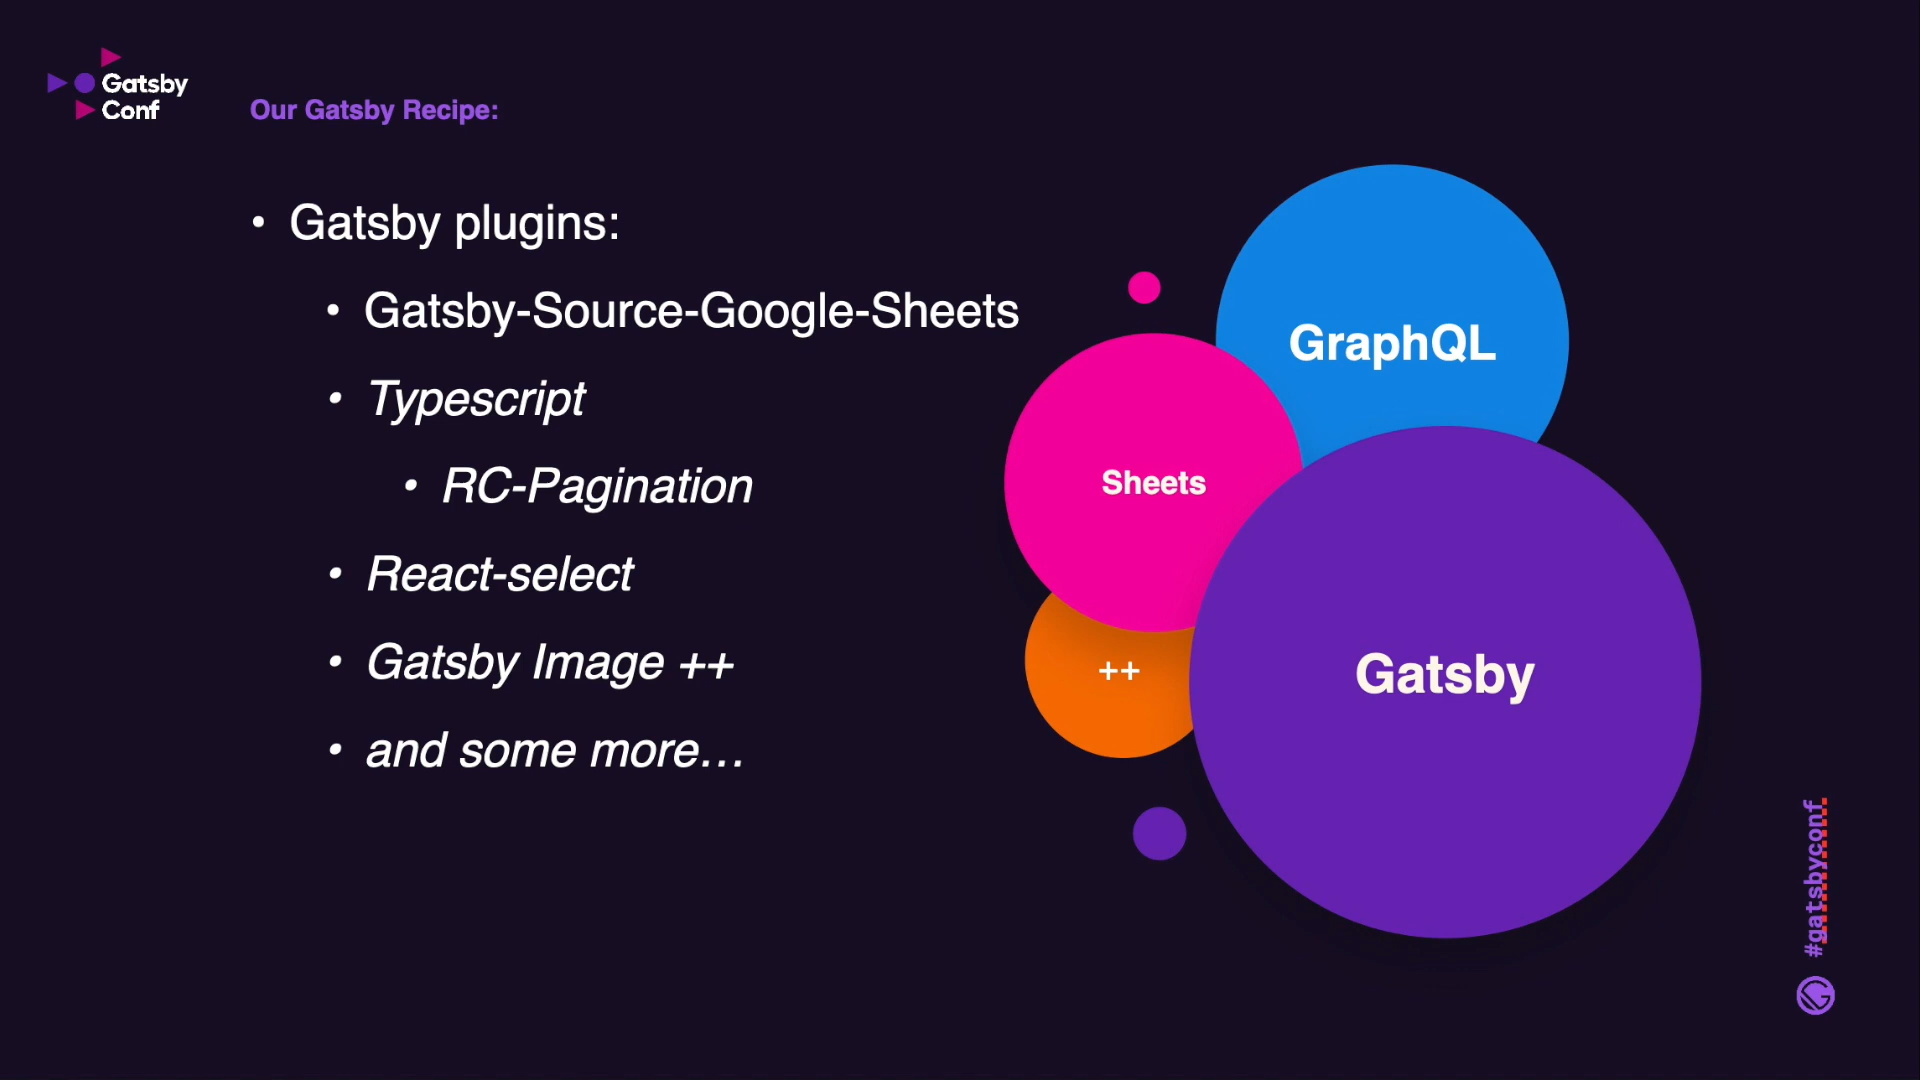 Gatsby
Conf
Our Gatsby Recipe:
• Gatsby plugins:
• Gatsby-Source-Google-Sheets
• Typescript
• RC-Pagination
• React-select
• Gatsby Image ++
• and some more…
GraphQL
Sheets
++
Gatsby
#gatsbyconf